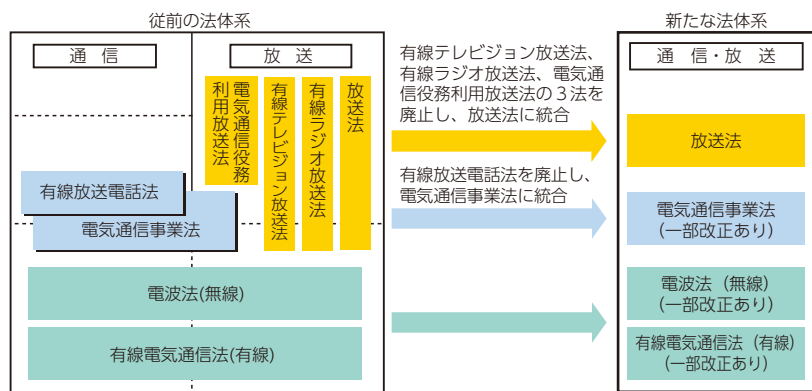 従前の法体系
通 信
放 送
電気通信役務
利用放送法
有線テレビジョン放送法
有線ラジオ放送法
放送法
有線放送電話法
電気通信事業法
電波法(無線)
有線電気通信法(有線)
有線テレビジョン放送法、
有線ラジオ放送法、電気通
信役務利用放送法の3法を
廃止し、放送法に統合
有線放送電話法を廃止し、
電気通信事業法に統合
新たな法体系
通 信・放 送
放送法
電気通信事業法
(一部改正あり)
電波法(無線)
(一部改正あり)
有線電気通信法(有線)
(一部改正あり)